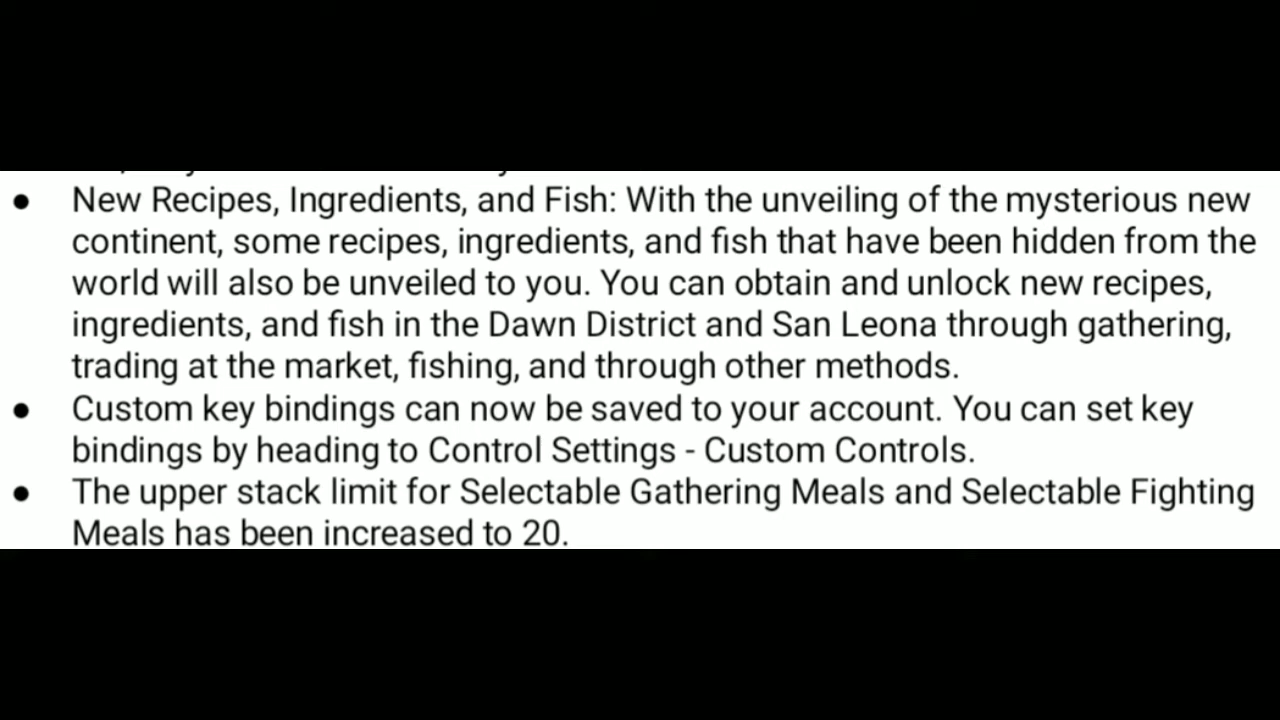 ● New Recipes, Ingredients, and Fish: With the unveiling of the mysterious new
continent, some recipes, ingredients, and fish that have been hidden from the
world will also be unveiled to you. You can obtain and unlock new recipes,
ingredients, and fish in the Dawn District and San Leona through gathering,
trading at the market, fishing, and through other methods.
● Custom key bindings can now be saved to your account. You can set key
bindings by heading to Control Settings - Custom Controls.
● The upper stack limit for Selectable Gathering Meals and Selectable Fighting
Meals has been increased to 20.